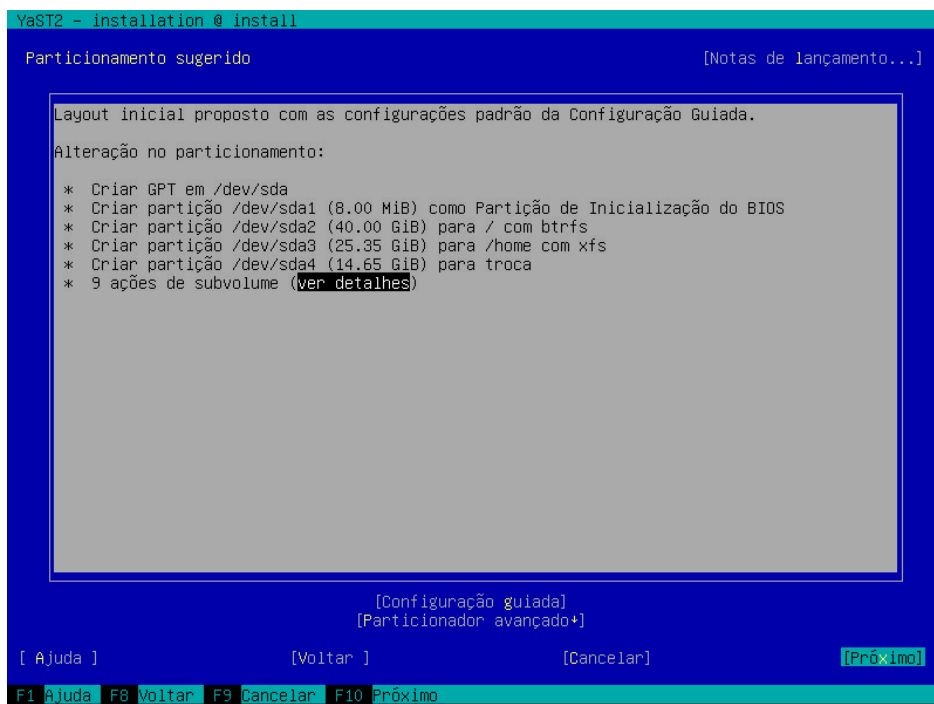 YaST2 - installation @ install
Particionamento sugerido [Notas de lançamento...]
Layout inicial proposto com as configurações padrão da Configuração Guiada.
Alteração no particionamento:
* Criar GPT em /dev/sda
* Criar partição /dev/sda1 (8.00 MiB) como Partição de Inicialização do BIOS
* Criar partição /dev/sda2 (40.00 GiB) para / com btrfs
* Criar partição /dev/sda3 (25.35 GiB) para /home com xfs
* Criar partição /dev/sda4 (14.65 GiB) para troca
* 9 ações de subvolume (ver detalhes)
[Configuração guiada]
[Particionador avançado↓]
[ Ajuda ] [Voltar ] [Cancelar] [Próximo]
F1 Ajuda F8 Voltar F9 Cancelar F10 Próximo